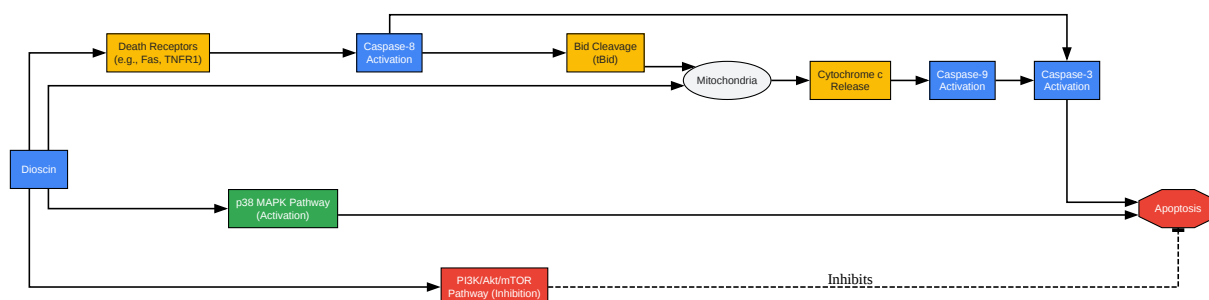 Death Receptors
(e.g., Fas, TNFR1)
Caspase-8
Activation
Bid Cleavage
(tBid)
Mitochondria
Cytochrome c
Release
Caspase-9
Activation
Caspase-3
Activation
Dioscin
p38 MAPK Pathway
(Activation)
Apoptosis
PI3K/Akt/mTOR
Pathway (Inhibition)
Inhibits